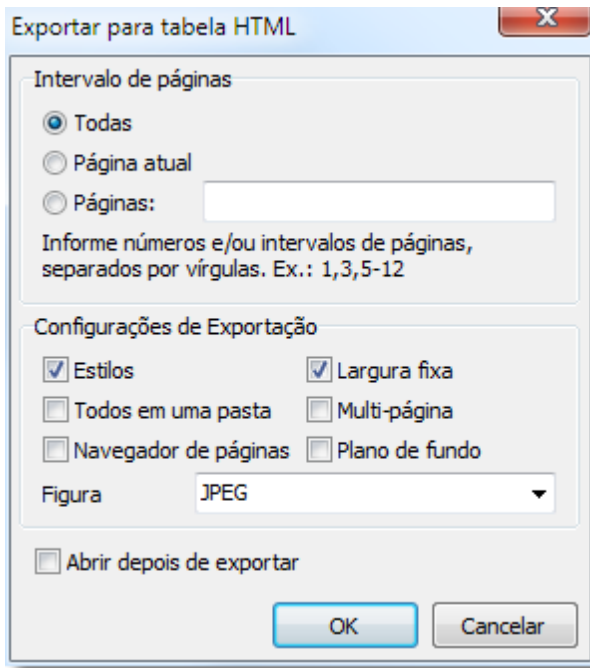 Exportar para tabela HTML
Intervalo de páginas
Todas
Página atual
Páginas:
Informe números e/ou intervalos de páginas,
separados por vírgulas. Ex.: 1,3,5-12
Configurações de Exportação
Estilos
Largura fixa
Todos em uma pasta
Multi-página
Navegador de páginas
Plano de fundo
Figura
JPEG
Abrir depois de exportar
OK
Cancelar